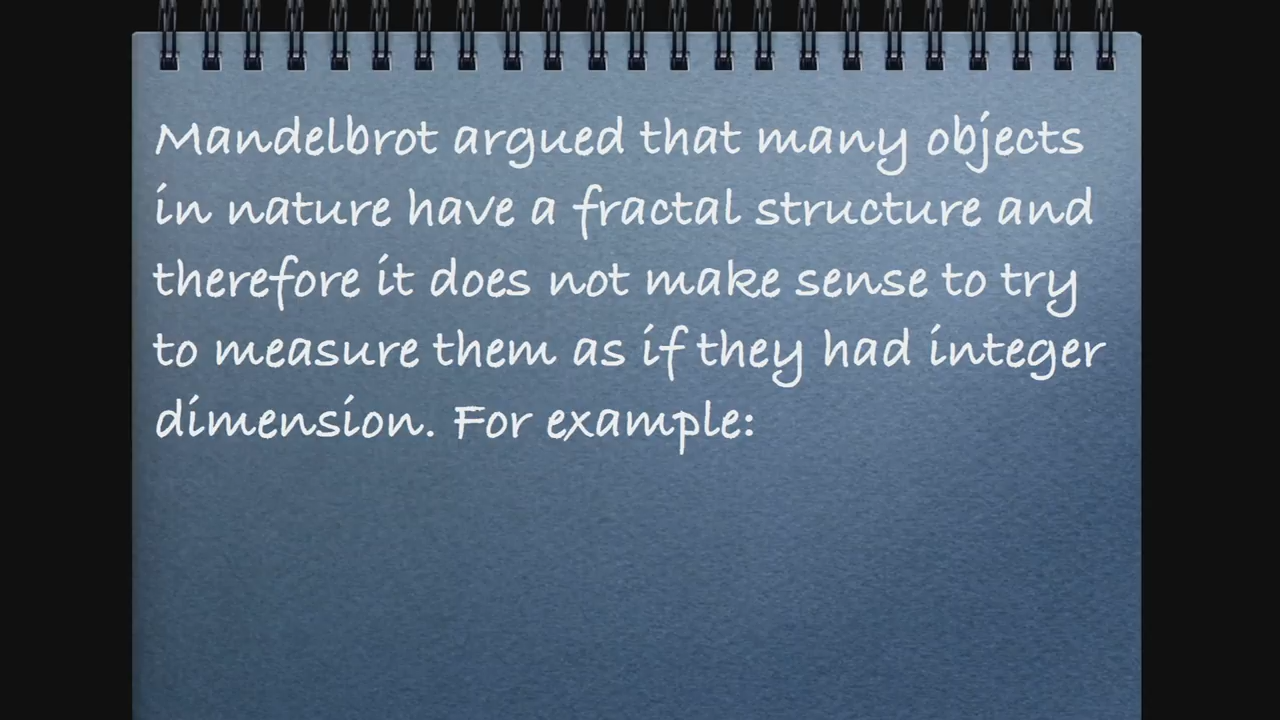 Mandelbrot argued that many objects
in nature have a fractal structure and
therefore it does not make sense to try
to measure them as if they had integer
dimension. For example: